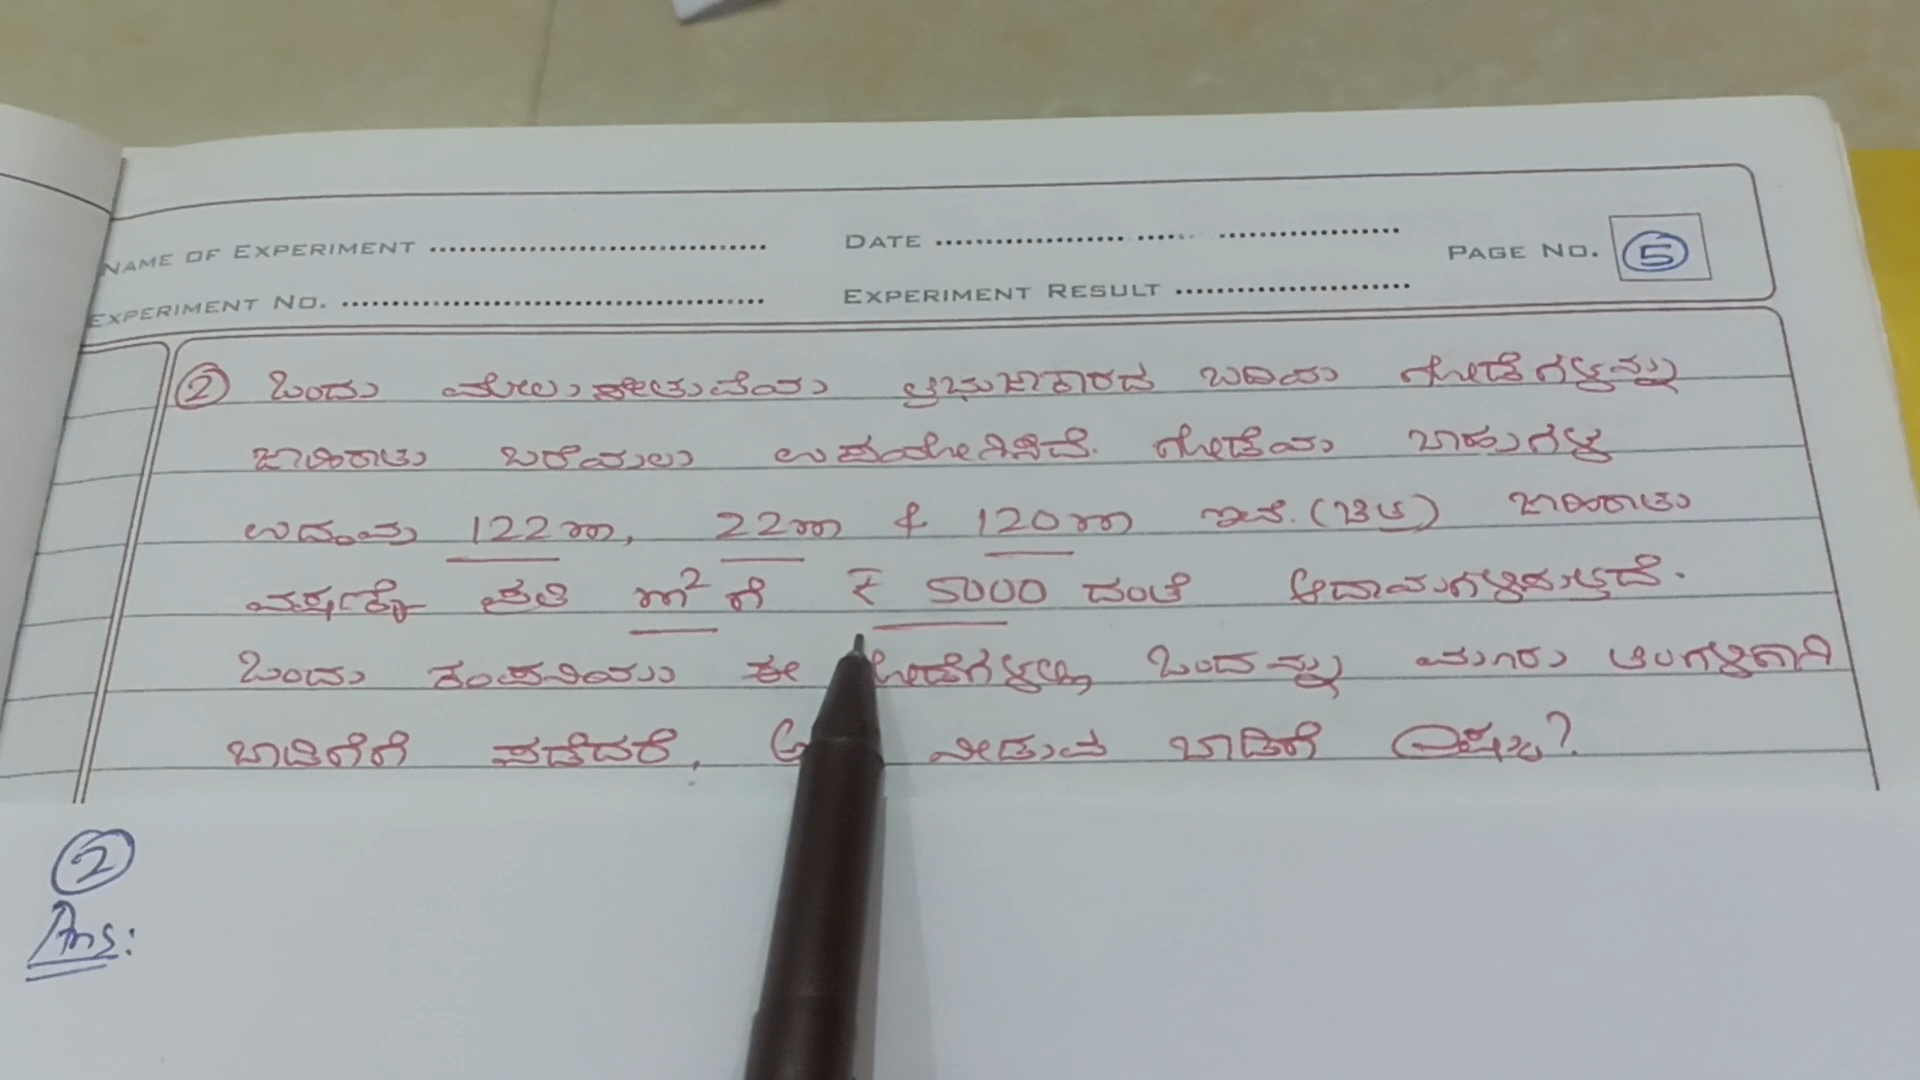 NAME OF EXPERIMENT
DATE
PAGE NO. 5
EXPERIMENT NO.
EXPERIMENT RESULT
② ಒಂದು ಮೇಲುಸೇತುವೆಯ ತ್ರಿಭುಜಾಕಾರದ ಬದಿಯ ಗೋಡೆಗಳನ್ನು
ಜಾಹಿರಾತು ಬರೆಯಲು ಉಪಯೋಗಿಸಿದೆ. ಗೋಡೆಯ ಬಾಹುಗಳ
ಉದ್ದವು 122m, 22m & 120m ಇವೆ. (ಚಿತ್ರ) ಜಾಹಿರಾತು
ವರ್ಷಕ್ಕೆ ಪ್ರತಿ m² ಗೆ ₹ 5000 ದಂತೆ ಆದಾಯಗಳಿಸುತ್ತದೆ.
ಒಂದು ಕಂಪನಿಯು ಈ ಒಂದನ್ನು ಮೂರು ತಿಂಗಳಿಗಾಗಿ
ಬಾಡಿಗೆಗೆ ಪಡೆದರೆ, ನೀಡುವ ಬಾಡಿಗೆ ಎಷ್ಟು?
②
Ans: